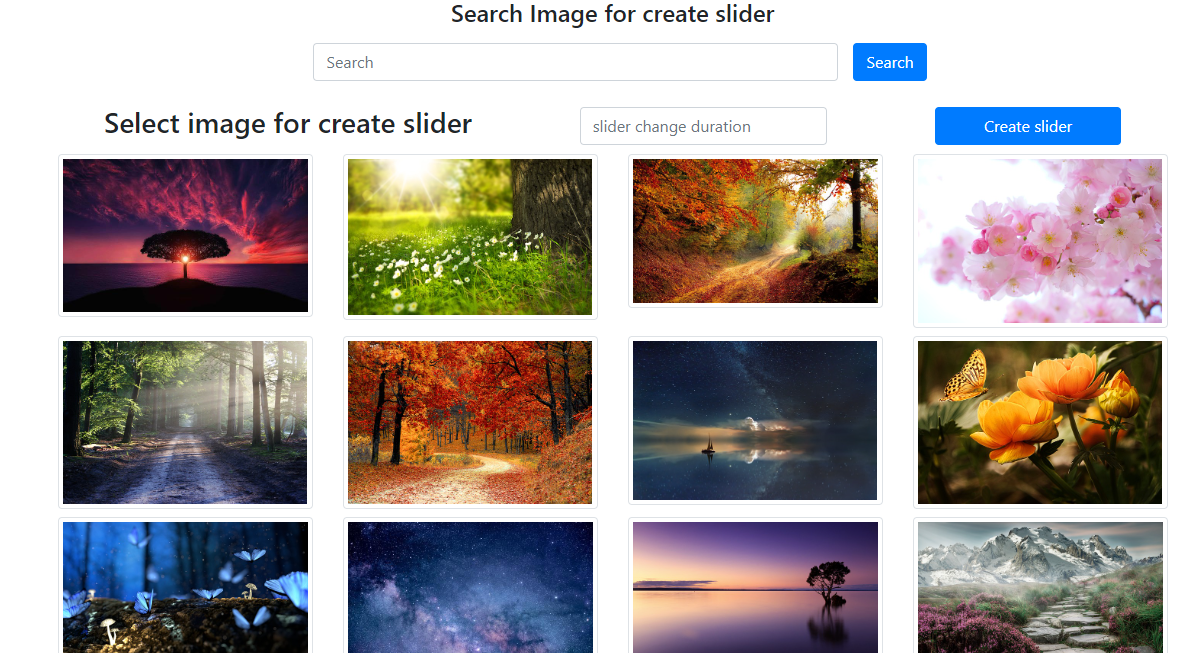 Search Image for create slider
Search
Search
Select image for create slider
slider change duration
Create slider